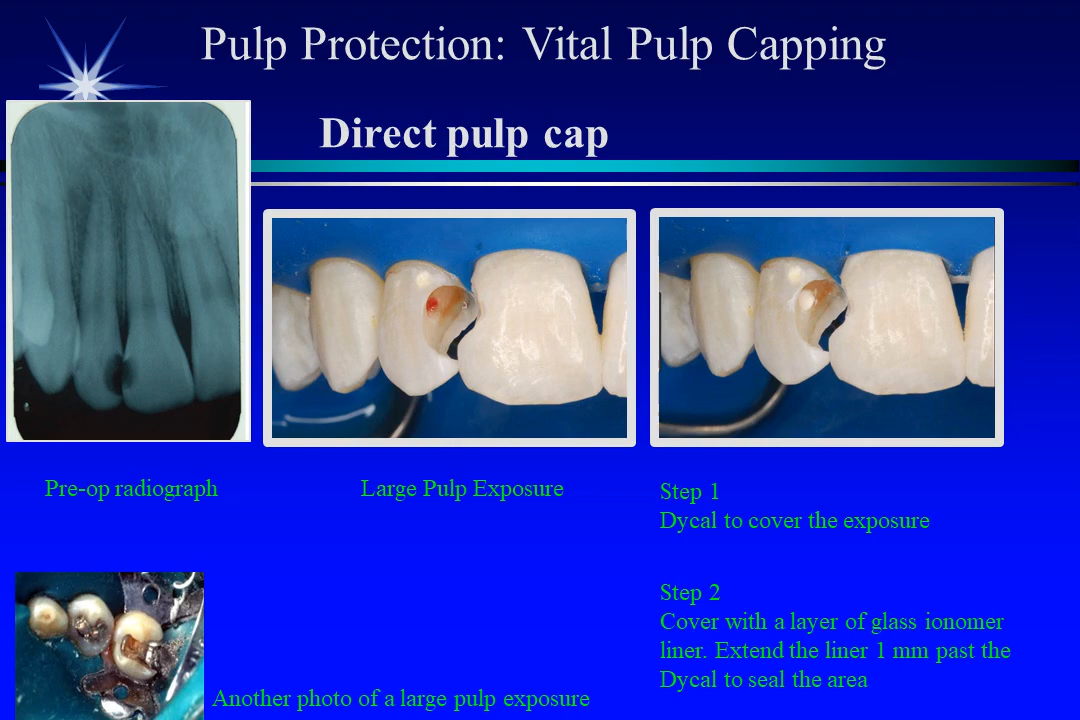 Pulp Protection: Vital Pulp Capping
Direct pulp cap
Pre-op radiograph
Large Pulp Exposure
Step 1
Dycal to cover the exposure
Step 2
Cover with a layer of glass ionomer
liner. Extend the liner 1 mm past the
Dycal to seal the area
Another photo of a large pulp exposure